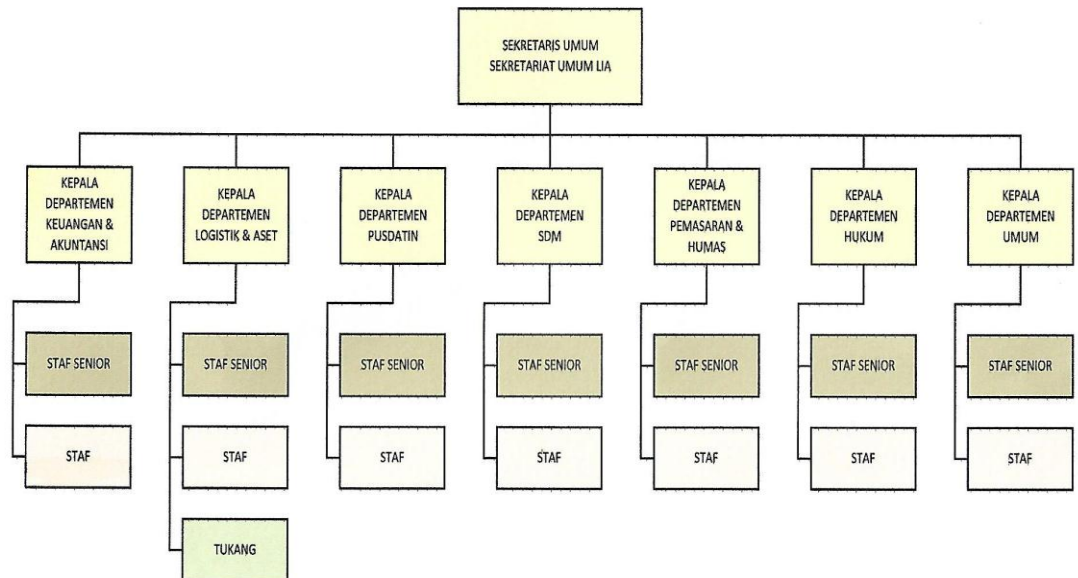 SEKRETARIS UMUM
SEKRETARIAT UMUM LIA
KEPALA
DEPARTEMEN
KEUANGAN &
AKUNTANSI
KEPALA
DEPARTEMEN
LOGISTIK & ASET
KEPALA
DEPARTEMEN
PUSDATIN
KEPALA
DEPARTEMEN
SDM
KEPALA
DEPARTEMEN
PEMASARAN &
HUMAS
KEPALA
DEPARTEMEN
HUKUM
KEPALA
DEPARTEMEN
UMUM
STAF SENIOR
STAF SENIOR
STAF SENIOR
STAF SENIOR
STAF SENIOR
STAF SENIOR
STAF SENIOR
STAF
STAF
STAF
STAF
STAF
STAF
STAF
TUKANG